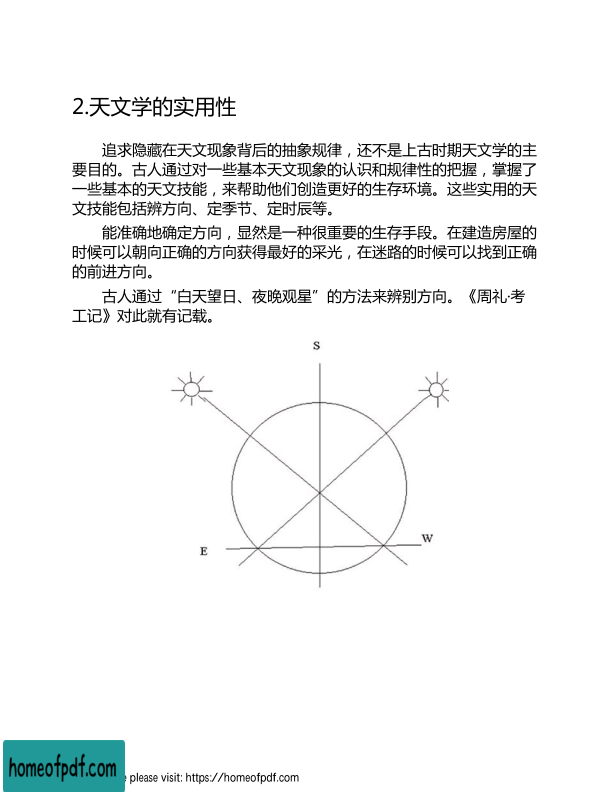 2.天文学的实用性
追求隐藏在天文现象背后的抽象规律，还不是上古时期天文学的主
要目的。古人通过对一些基本天文现象的认识和规律性的把握，掌握了
一些基本的天文技能，来帮助他们创造更好的生存环境。这些实用的天
文技能包括辨方向、定季节、定时辰等。
能准确地确定方向，显然是一种很重要的生存手段。在建造房屋的
时候可以朝向正确的方向获得最好的采光，在迷路的时候可以找到正确
的前进方向。
古人通过“白天望日、夜晚观星”的方法来辨别方向。《周礼·考
工记》对此就有记载。
S
W
E
homeofpdf.com
please visit: https://homeofpdf.com